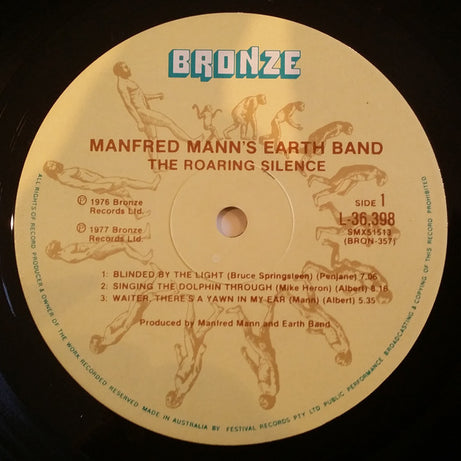 BRONZE
MANFRED MANN'S EARTH BAND
THE ROARING SILENCE
℗ 1976 Bronze
Records Ltd.
℗ 1977 Bronze
Records Ltd.
SIDE 1
L-36,398
SMX51513
(BRON-357)
1: BLINDED BY THE LIGHT (Bruce Springsteen) (Penjane) 7.06
2: SINGING THE DOLPHIN THROUGH (Mike Heron) (Albert) 8.16
3: WAITER, THERE'S A YAWN IN MY EAR (Mann) (Albert) 5.35
Produced by Manfred Mann and Earth Band
ALL RIGHTS OF RECORD PRODUCER & OWNER OF THE WORK RECORDED RESERVED. MADE IN AUSTRALIA BY FESTIVAL RECORDS PTY LTD PUBLIC PERFORMANCE BROADCASTING & COPYING OF THIS RECORD PROHIBITED.